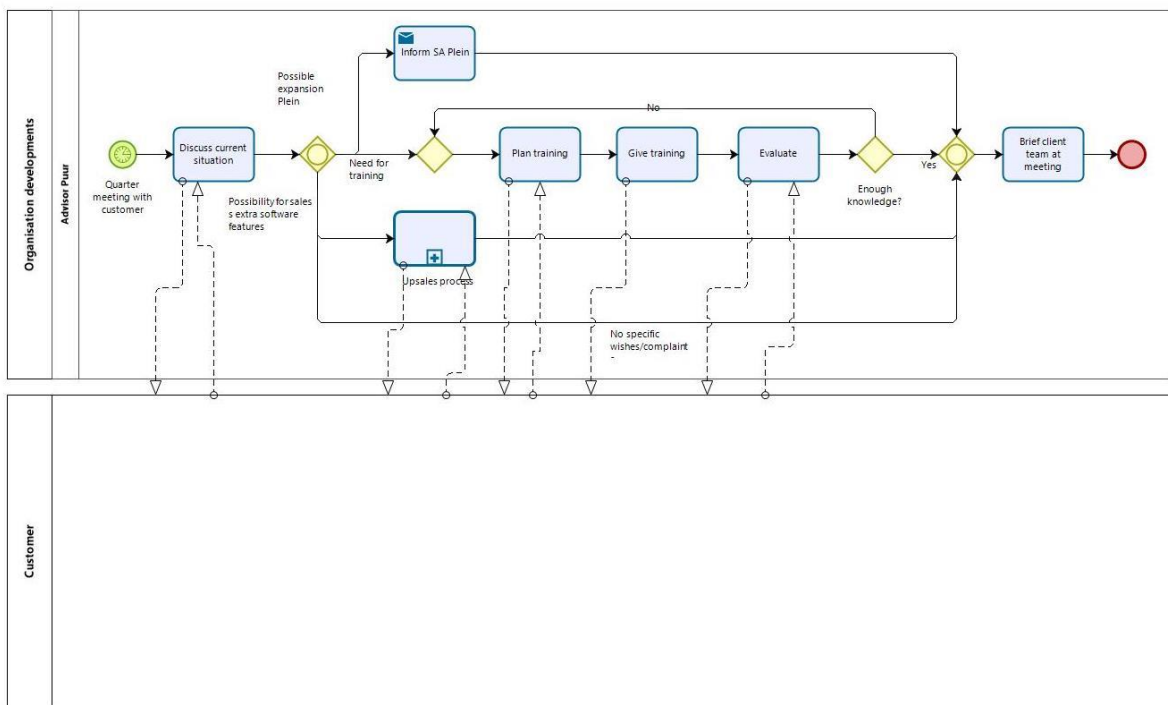 Organisation developments
Advisor Puur
Quarter
meeting with
customer
Discuss current
situation
Possible
expansion
Plein
Inform SA Plein
Need for
training
Possibility for sale
s extra software
features
Plan training
Give training
Evaluate
No
Enough
knowledge?
Yes
Brief client
team at
meeting
Upsales process
No specific
wishes/complaint
Customer